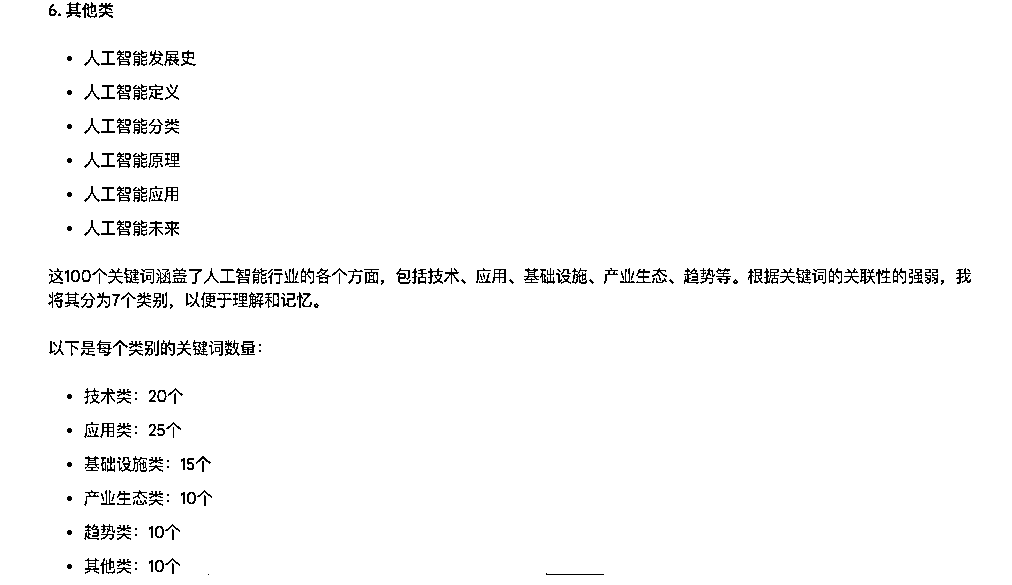 6. 其他类
• 人工智能发展史
• 人工智能定义
• 人工智能分类
• 人工智能原理
• 人工智能应用
• 人工智能未来
这100个关键词涵盖了人工智能行业的各个方面，包括技术、应用、基础设施、产业生态、趋势等。根据关键词的关联性的强弱，我
将其分为7个类别，以便于理解和记忆。
以下是每个类别的关键词数量：
• 技术类：20个
• 应用类：25个
• 基础设施类：15个
• 产业生态类：10个
• 趋势类：10个
• 其他类：10个